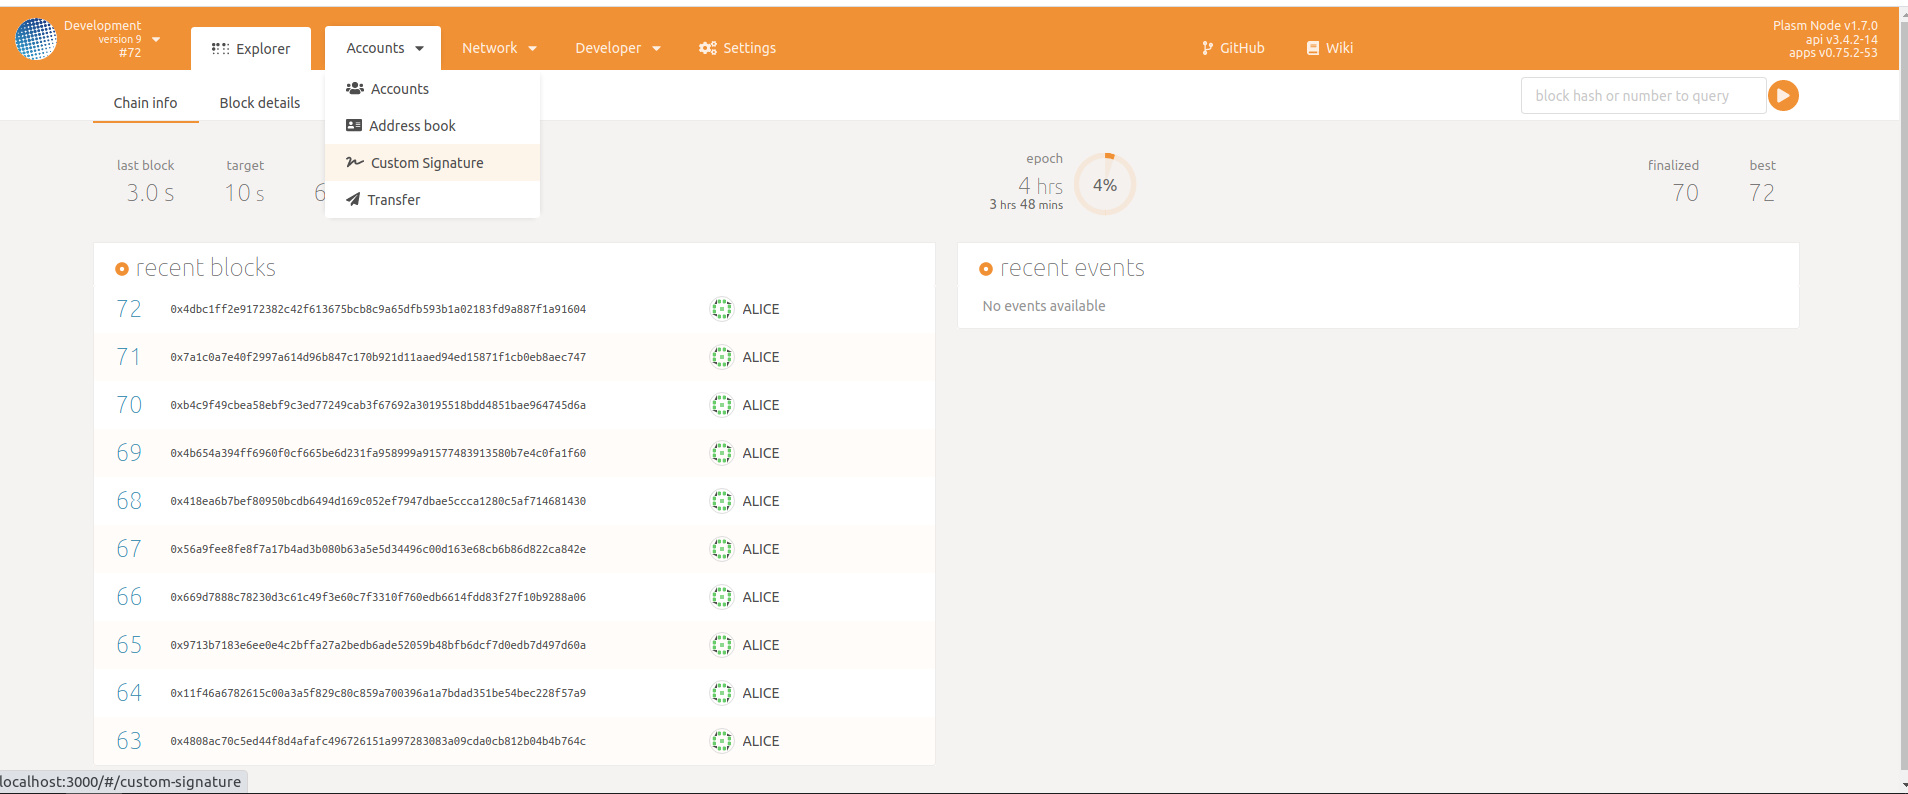 Development
version 9
#72
Explorer
Accounts
Network
Developer
Settings
GitHub
Wiki
Plasm Node v1.7.0
api v3.4.2-14
apps v0.75.2-53
Accounts
Address book
Custom Signature
Transfer
Chain info
Block details
block hash or number to query
last block
3.0 s
target
10 s
6
epoch
4 hrs
3 hrs 48 mins
4%
finalized
70
best
72
recent blocks
72 0x4dbc1ff2e9172382c42f613675bcb8c9a65dfb593b1a02183fd9a887f1a91604 ALICE
71 0x7a1c0a7e40f2997a614d96b847c170b921d11aaed94ed15871f1cb0eb8aec747 ALICE
70 0xb4c9f49cbea58ebf9c3ed77249cab3f67692a30195518bdd4851bae964745d6a ALICE
69 0x4b654a394ff6960f0cf665be6d231fa958999a91577483913580b7e4c0fa1f60 ALICE
68 0x418ea6b7bef80950bcdb6494d169c052ef7947dbae5ccca1280c5af714681430 ALICE
67 0x56a9fee8fe8f7a17b4ad3b080b63a5e5d34496c00d163e68cb6b86d822ca842e ALICE
66 0x669d7888c78230d3c61c49f3e60c7f3310f760edb6614fdd83f27f10b9288a06 ALICE
65 0x9713b7183e6ee0e4c2bffa27a2bedb6ade52059b48bfb6dcf7d0edb7d497d60a ALICE
64 0x11f46a6782615c00a3a5f829c80c859a700396a1a7bdad351be54bec228f57a9 ALICE
63 0x4808ac70c5ed44f8d4afafc496726151a997283083a09cda0cb812b04b4b764c ALICE
recent events
No events available
localhost:3000/#/custom-signature